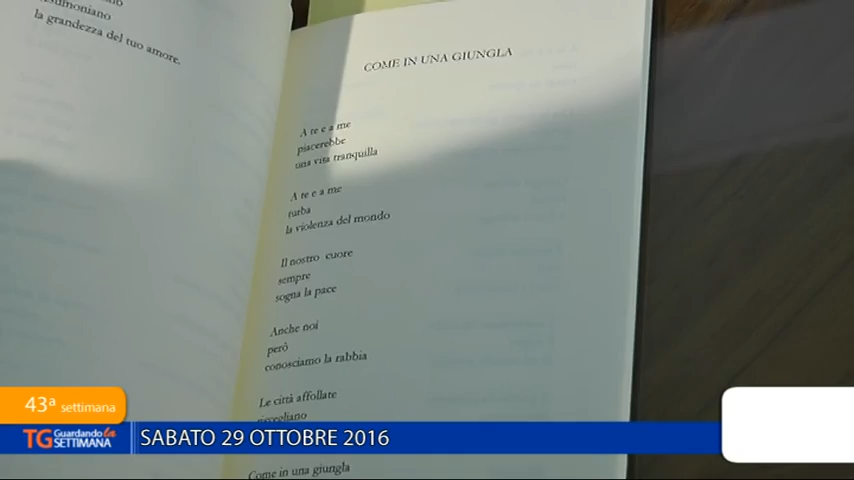 la grandezza del tuo amore.
COME IN UNA GIUNGLA
A te e a me
piacerebbe
una vita tranquilla
A te e a me
turba
la violenza del mondo
Il nostro cuore
sempre
sogna la pace
Anche noi
però
conosciamo la rabbia
Le città affollate
risvegliano
Come in una giungla
43ª settimana
TG Guardando la SETTIMANA
SABATO 29 OTTOBRE 2016